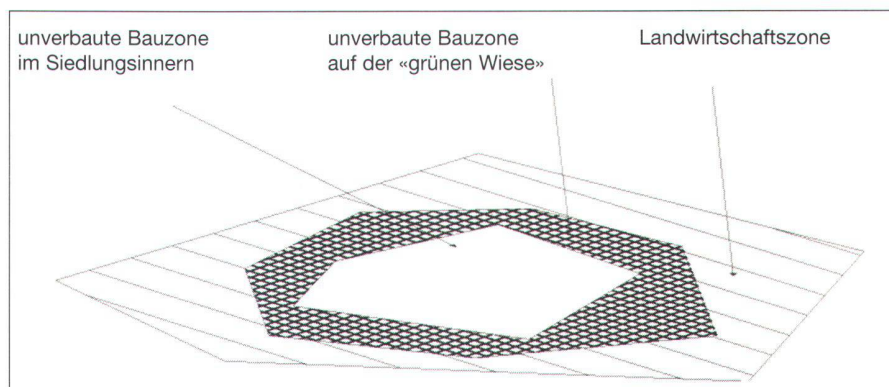 unverbaute Bauzone
im Siedlungsinnern
unverbaute Bauzone
auf der «grünen Wiese»
Landwirtschaftszone